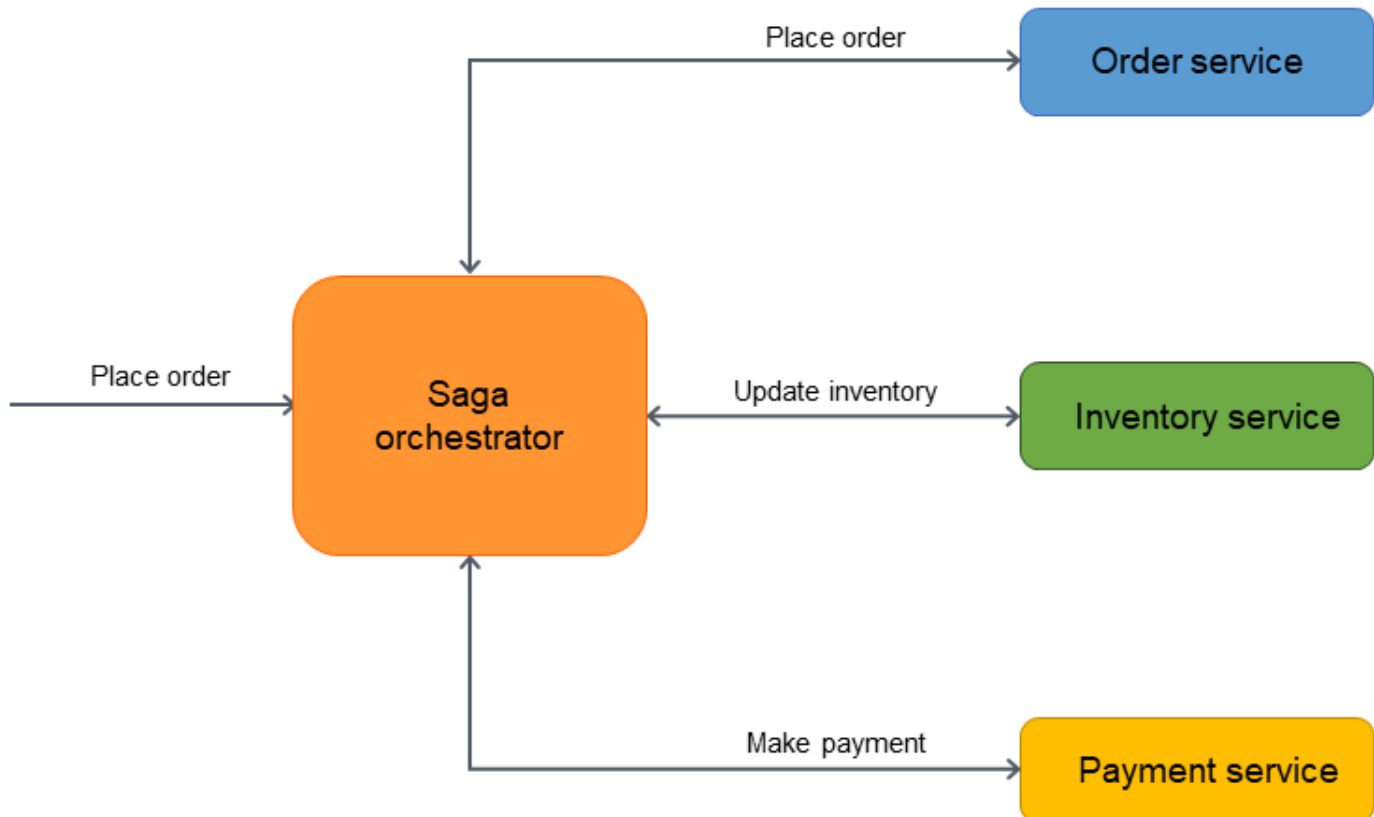 Place order
Order service
Place order
Saga
orchestrator
Update inventory
Inventory service
Make payment
Payment service